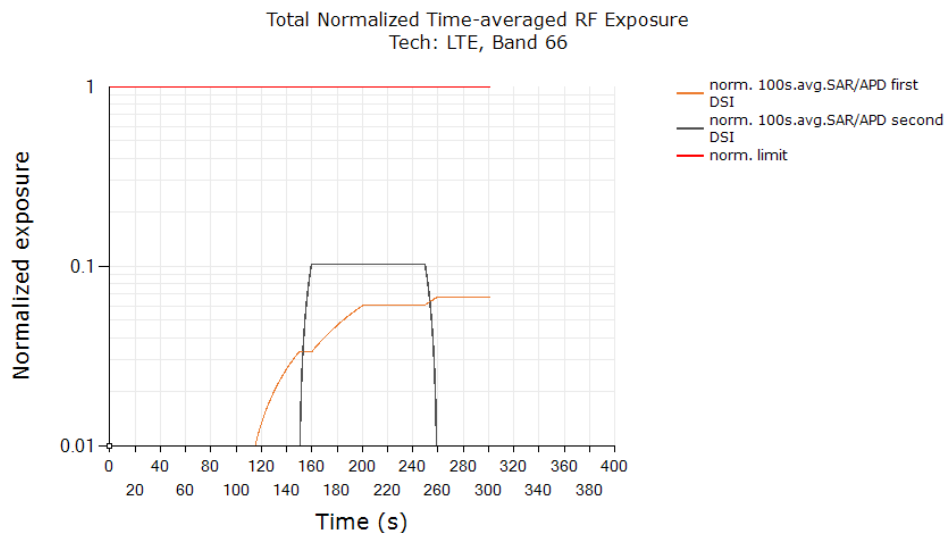 Total Normalized Time-averaged RF Exposure
Tech: LTE, Band 66
norm. 100s.avg.SAR/APD first
DSI
norm. 100s.avg.SAR/APD second
DSI
norm. limit
Normalized exposure
1
0.1
0.01
0 40 80 120 160 200 240 280 320 360 400
20 60 100 140 180 220 260 300 340 380
Time (s)